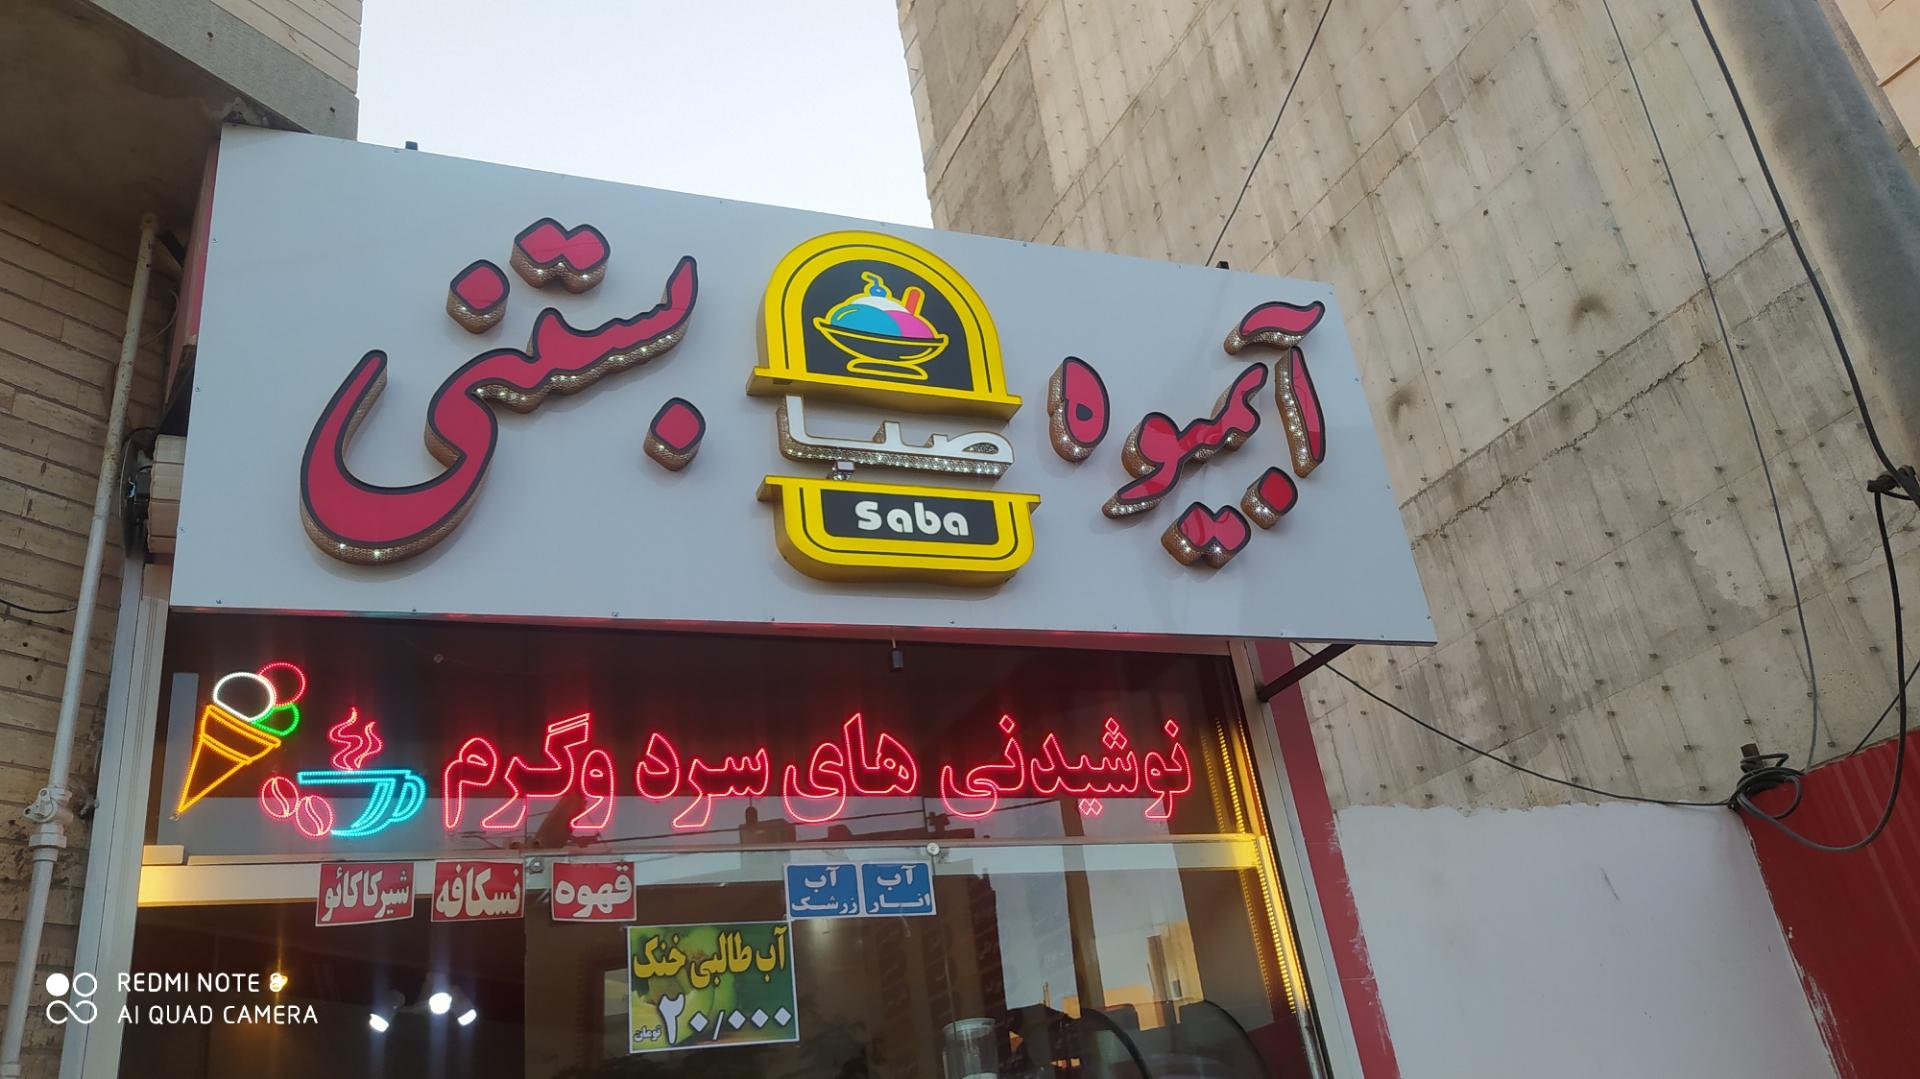 آبمیوه بستنی
صبا
Saba
نوشیدنی های سرد وگرم
آب انار
آب زرشک
قهوه
نسکافه
شیرکاکائو
آب طالبی خنک
۲۰/۰۰۰ تومان
REDMI NOTE 8
AI QUAD CAMERA